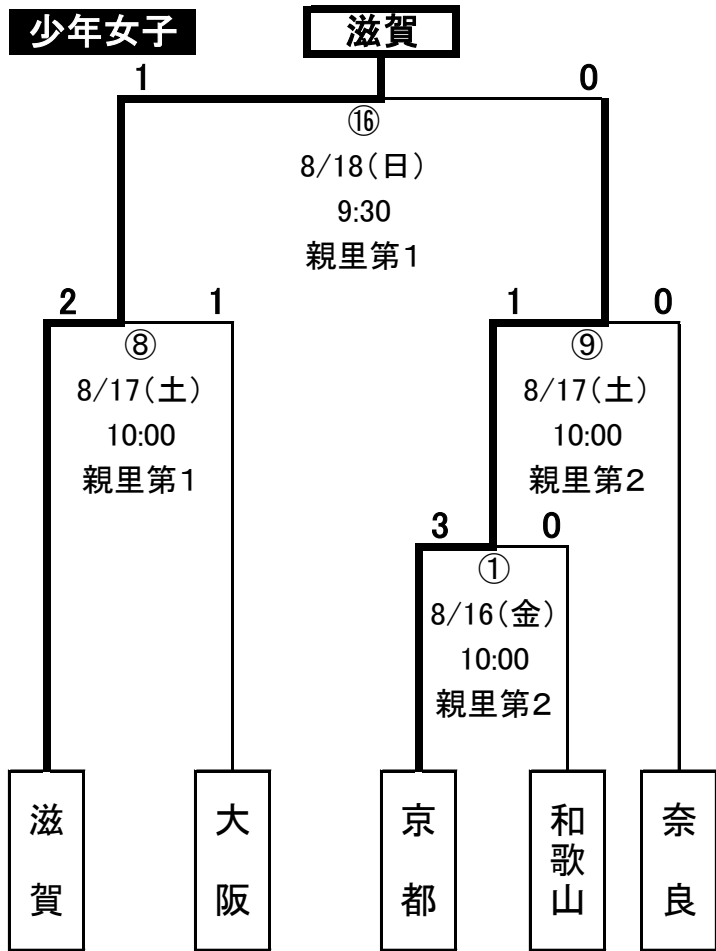 少年女子
滋賀
1 0
⑯
8/18(日)
9:30
親里第1
2 1 1 0
⑧ ⑨
8/17(土) 8/17(土)
10:00 10:00
親里第1 親里第2
3 0
①
8/16(金)
10:00
親里第2
滋賀 大阪 京都 和歌山 奈良